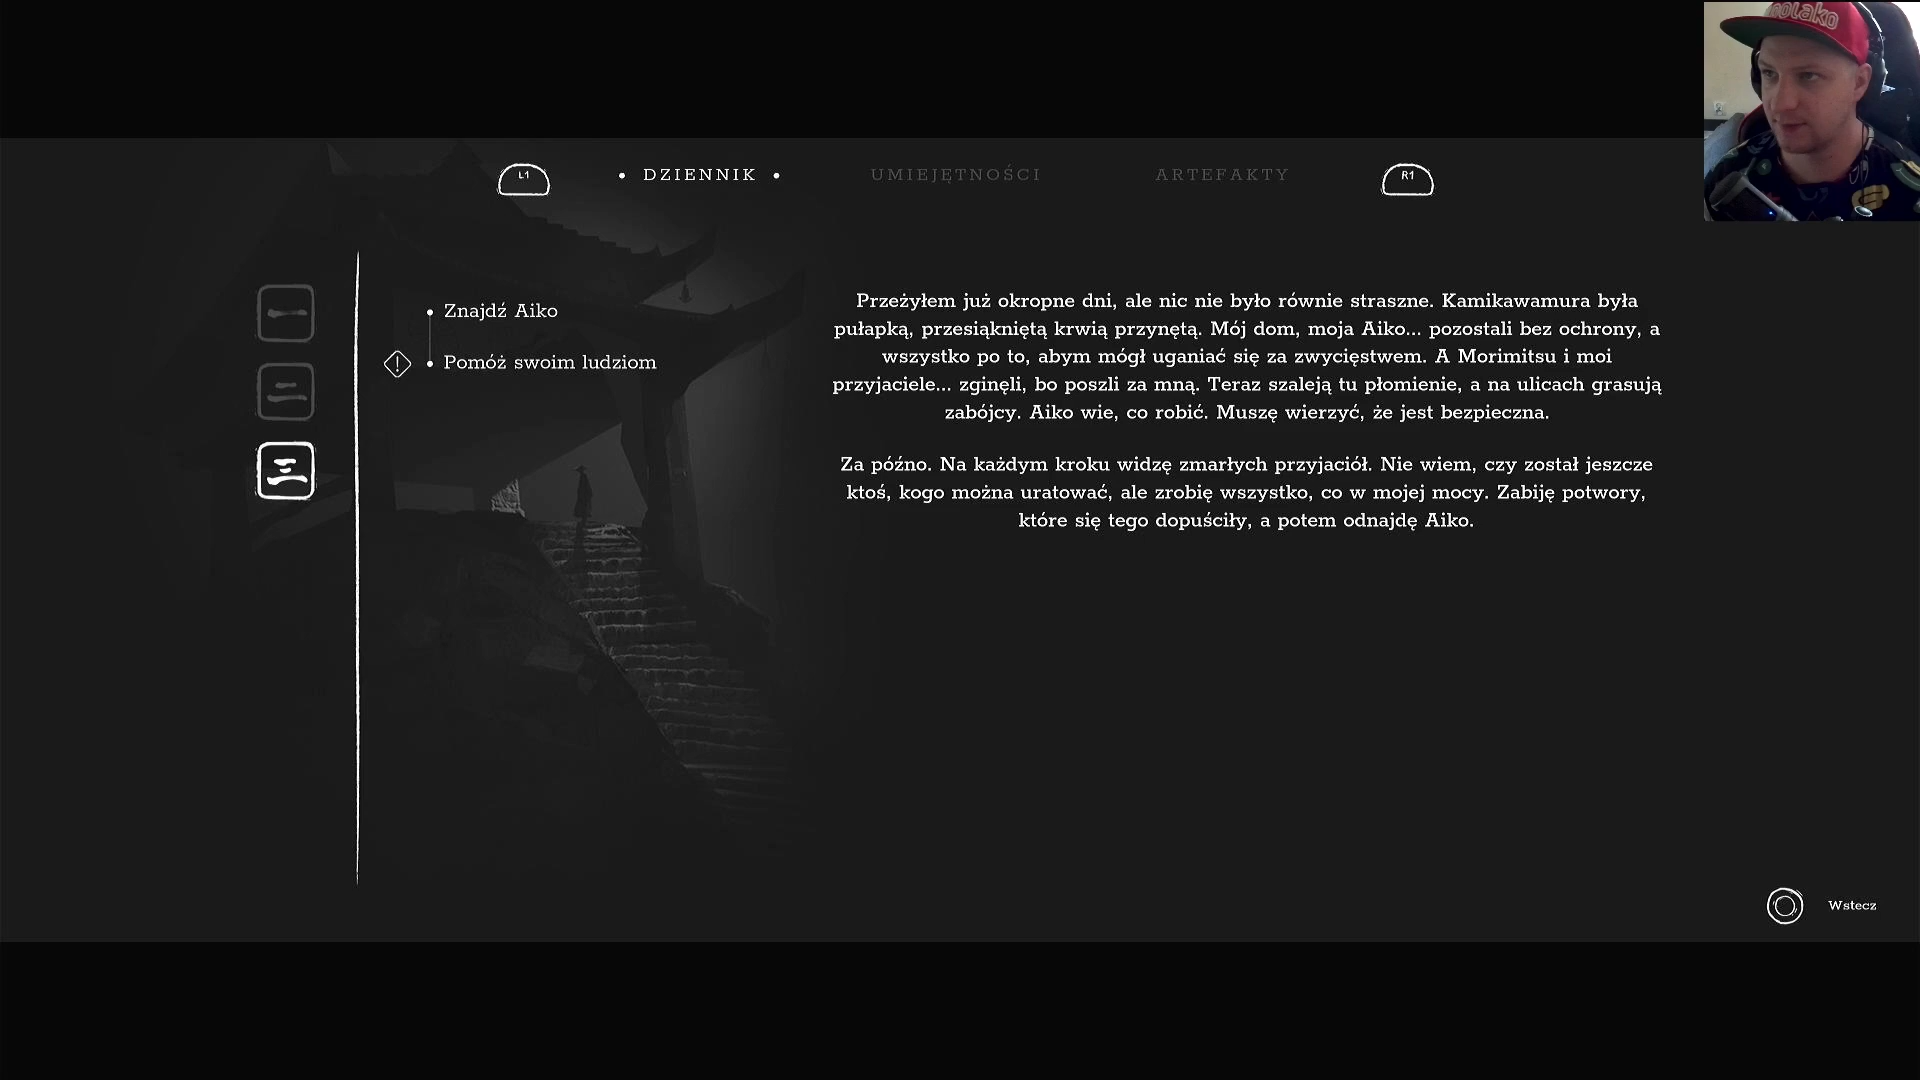 L1
• DZIENNIK •
UMIEJĘTNOŚCI
ARTEFAKTY
R1
一
二
三
Znajdź Aiko
! Pomóż swoim ludziom
Przeżyłem już okropne dni, ale nic nie było równie straszne. Kamikawamura była
pułapką, przesiąkniętą krwią przynętą. Mój dom, moja Aiko... pozostali bez ochrony, a
wszystko po to, abym mógł uganiać się za zwycięstwem. A Morimitsu i moi
przyjaciele... zginęli, bo poszli za mną. Teraz szaleją tu płomienie, a na ulicach grasują
zabójcy. Aiko wie, co robić. Muszę wierzyć, że jest bezpieczna.
Za późno. Na każdym kroku widzę zmarłych przyjaciół. Nie wiem, czy został jeszcze
ktoś, kogo można uratować, ale zrobię wszystko, co w mojej mocy. Zabiję potwory,
które się tego dopuściły, a potem odnajdę Aiko.
Wstecz